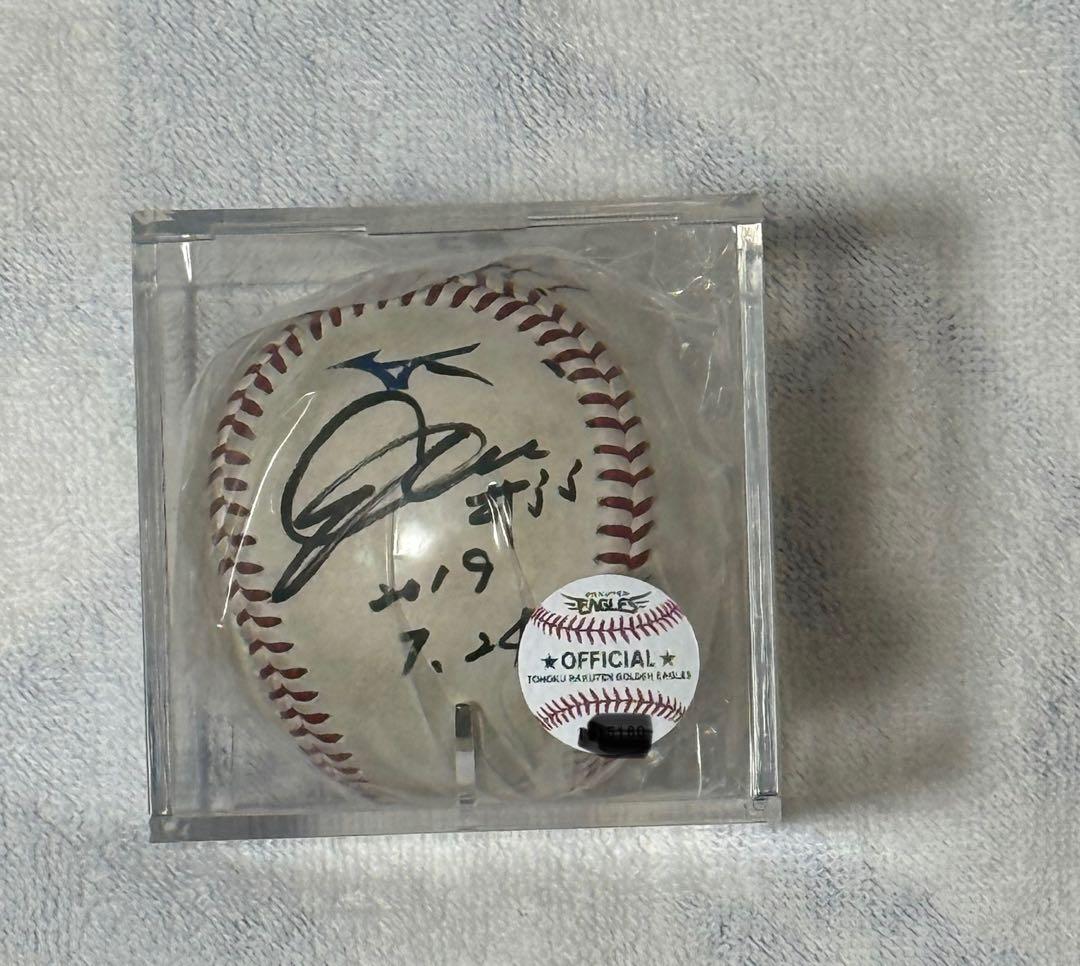 #35
2019
7.24
EAGLES
★OFFICIAL★
TOHOKU RAKUTEN GOLDEN EAGLES